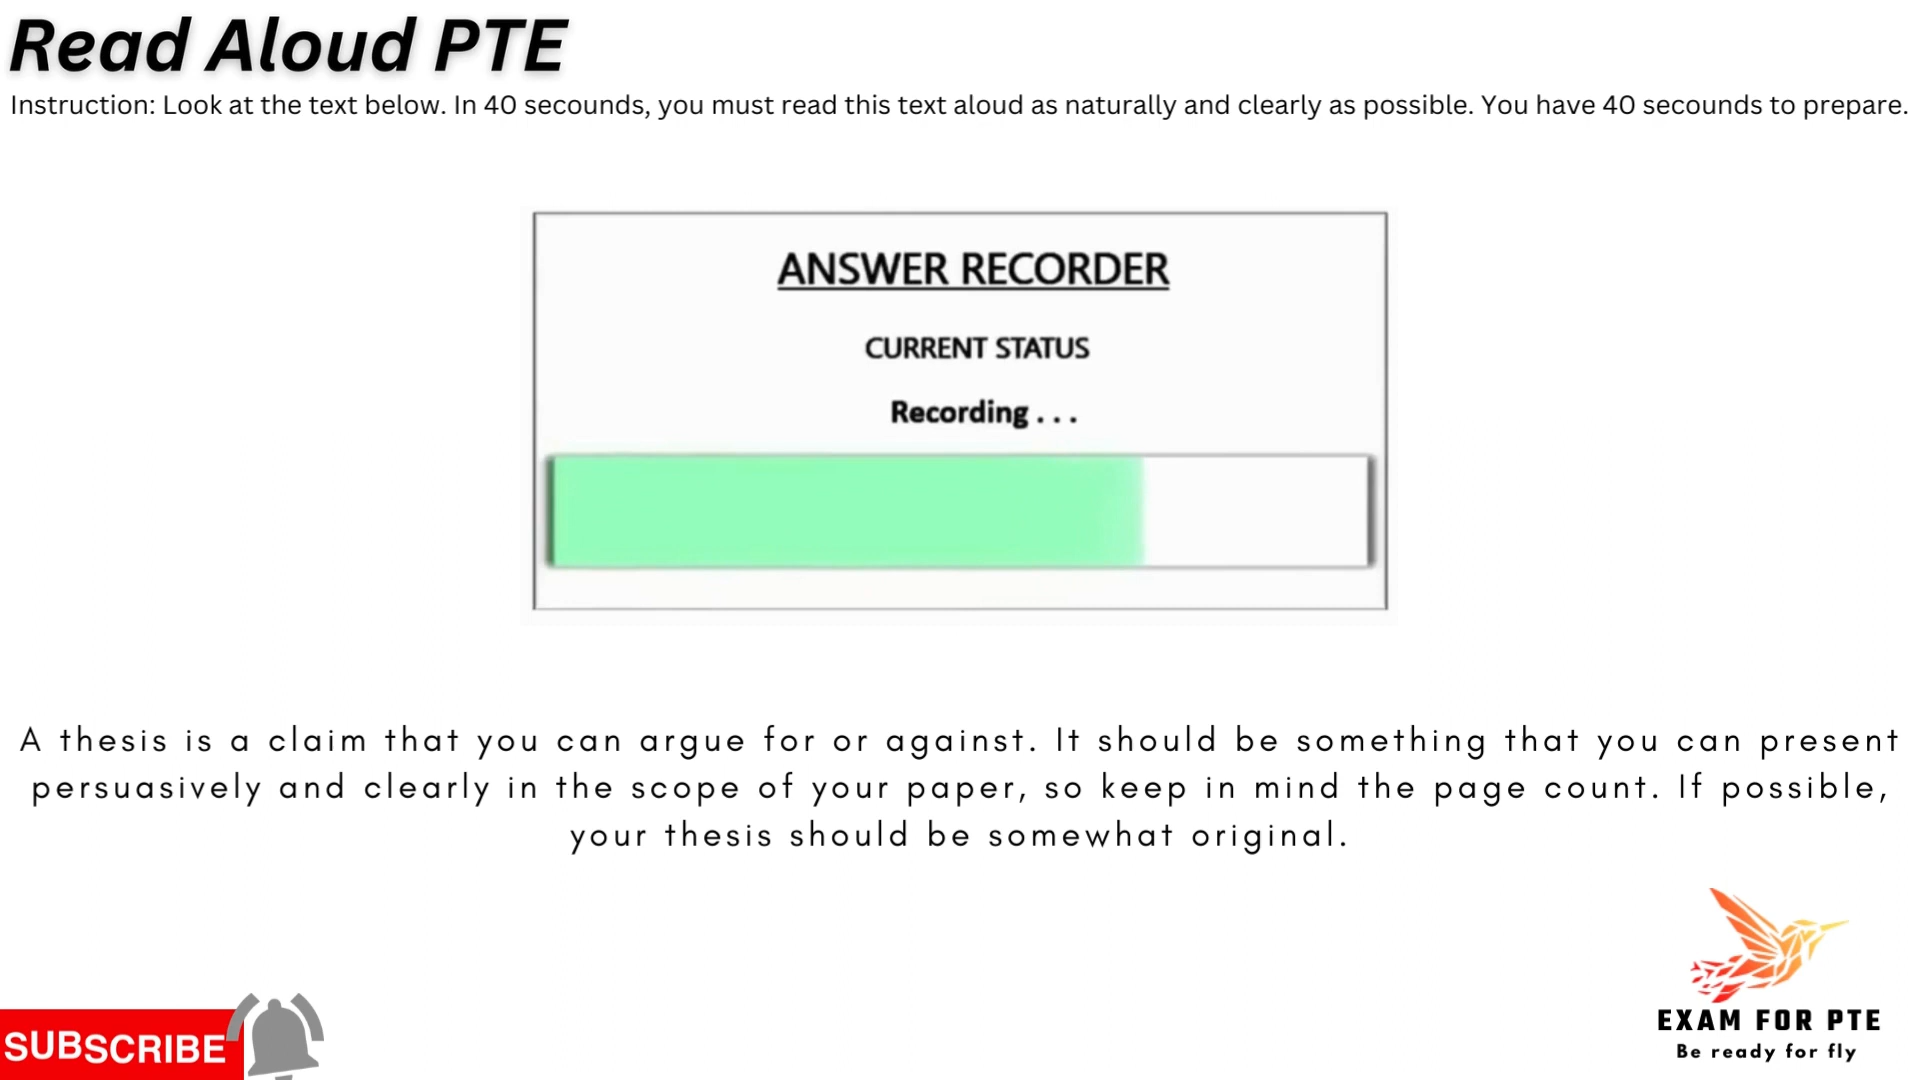 Read Aloud PTE
Instruction: Look at the text below. In 40 secounds, you must read this text aloud as naturally and clearly as possible. You have 40 secounds to prepare.
ANSWER RECORDER
CURRENT STATUS
Recording . . .
A thesis is a claim that you can argue for or against. It should be something that you can present
persuasively and clearly in the scope of your paper, so keep in mind the page count. If possible,
your thesis should be somewhat original.
SUBSCRIBE
EXAM FOR PTE
Be ready for fly